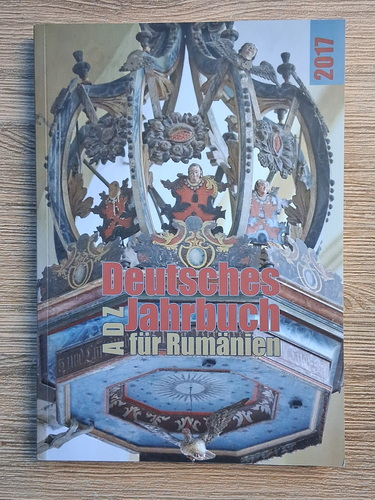 2017
Deutsches
ADZ Jahrbuch
für Rumänien